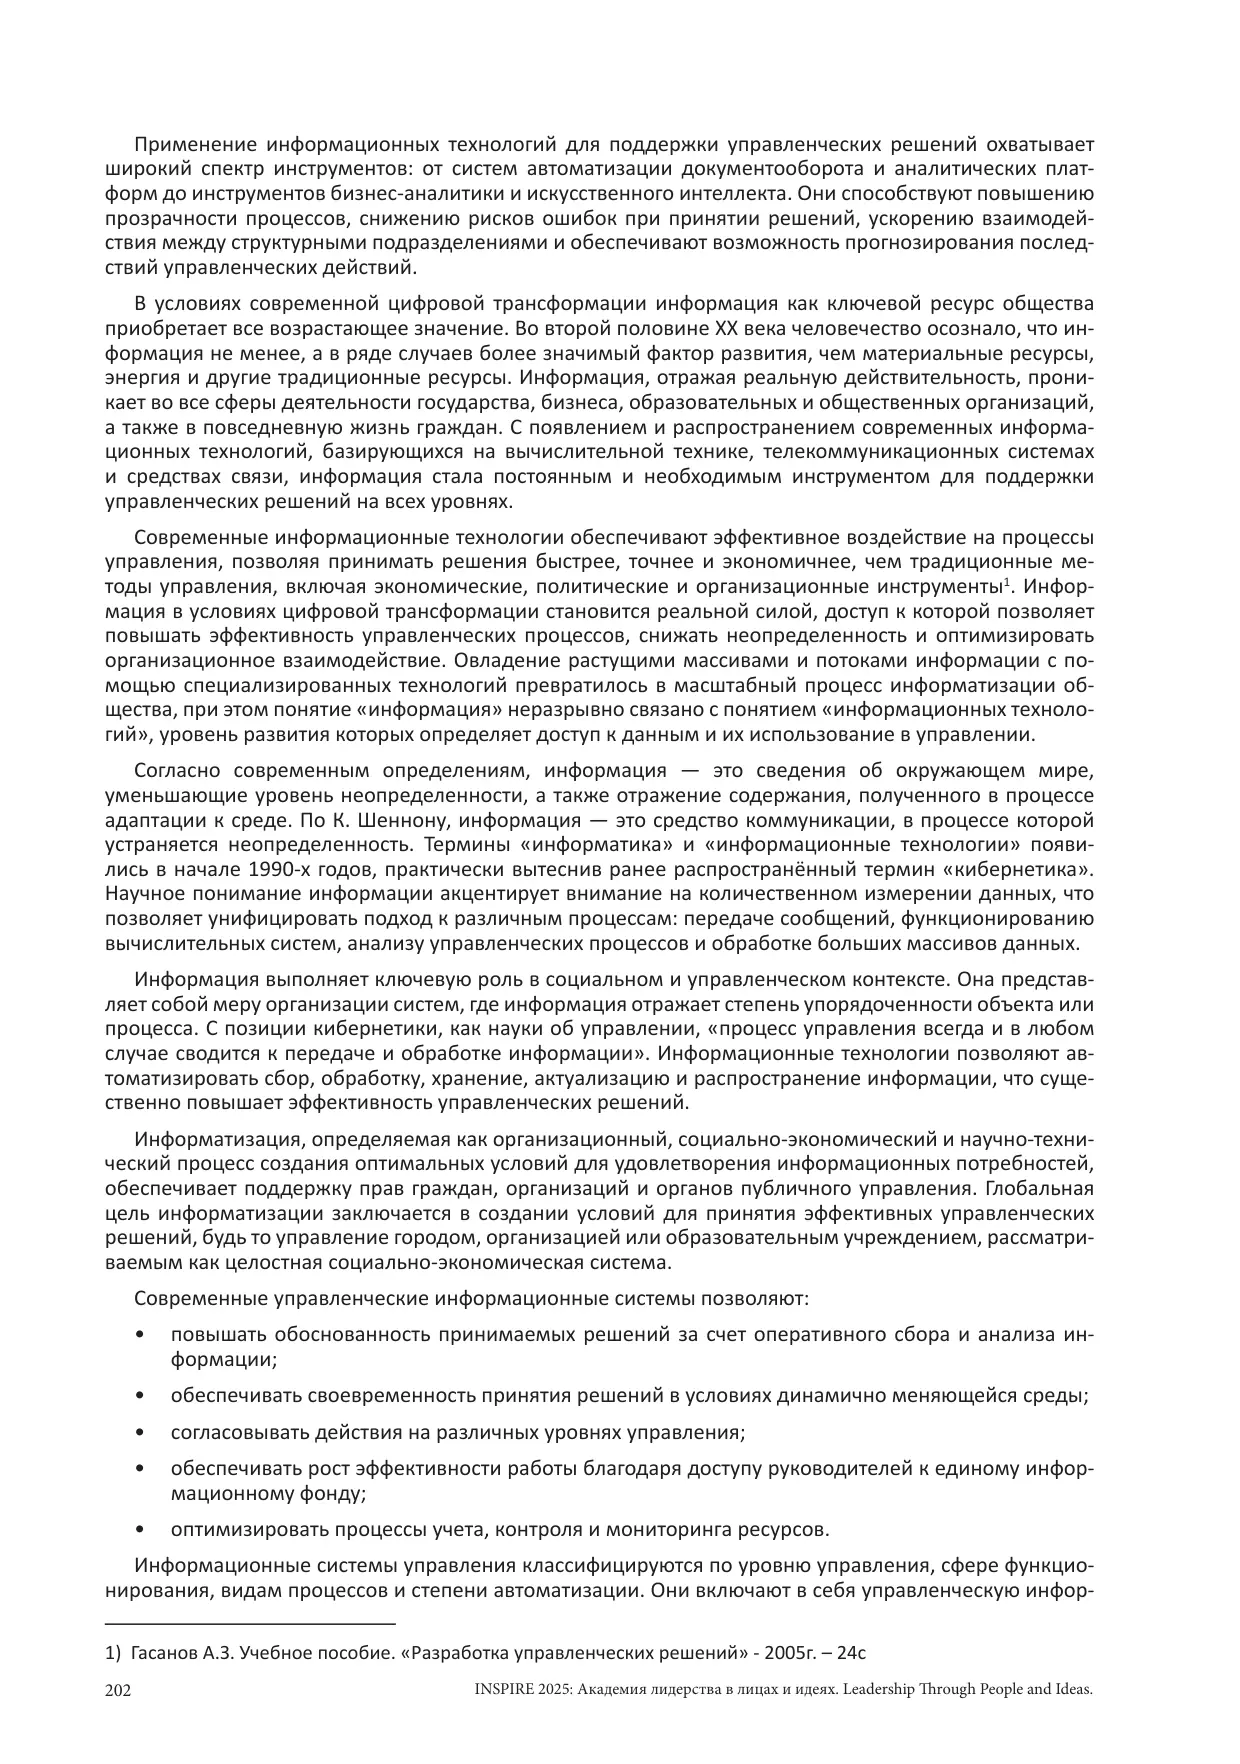 Применение информационных технологий для поддержки управленческих решений охватывает
широкий спектр инструментов: от систем автоматизации документооборота и аналитических плат-
форм до инструментов бизнес-аналитики и искусственного интеллекта. Они способствуют повышению
прозрачности процессов, снижению рисков ошибок при принятии решений, ускорению взаимодей-
ствия между структурными подразделениями и обеспечивают возможность прогнозирования послед-
ствий управленческих действий.
В условиях современной цифровой трансформации информация как ключевой ресурс общества
приобретает все возрастающее значение. Во второй половине XX века человечество осознало, что ин-
формация не менее, а в ряде случаев более значимый фактор развития, чем материальные ресурсы,
энергия и другие традиционные ресурсы. Информация, отражая реальную действительность, прони-
кает во все сферы деятельности государства, бизнеса, образовательных и общественных организаций,
а также в повседневную жизнь граждан. С появлением и распространением современных информа-
ционных технологий, базирующихся на вычислительной технике, телекоммуникационных системах
и средствах связи, информация стала постоянным и необходимым инструментом для поддержки
управленческих решений на всех уровнях.
Современные информационные технологии обеспечивают эффективное воздействие на процессы
управления, позволяя принимать решения быстрее, точнее и экономичнее, чем традиционные ме-
тоды управления, включая экономические, политические и организационные инструменты¹. Инфор-
мация в условиях цифровой трансформации становится реальной силой, доступ к которой позволяет
повышать эффективность управленческих процессов, снижать неопределенность и оптимизировать
организационное взаимодействие. Овладение растущими массивами и потоками информации с по-
мощью специализированных технологий превратилось в масштабный процесс информатизации об-
щества, при этом понятие «информация» неразрывно связано с понятием «информационных техноло-
гий», уровень развития которых определяет доступ к данным и их использование в управлении.
Согласно современным определениям, информация — это сведения об окружающем мире,
уменьшающие уровень неопределенности, а также отражение содержания, полученного в процессе
адаптации к среде. По К. Шеннону, информация — это средство коммуникации, в процессе которой
устраняется неопределенность. Термины «информатика» и «информационные технологии» появи-
лись в начале 1990-х годов, практически вытеснив ранее распространённый термин «кибернетика».
Научное понимание информации акцентирует внимание на количественном измерении данных, что
позволяет унифицировать подход к различным процессам: передаче сообщений, функционированию
вычислительных систем, анализу управленческих процессов и обработке больших массивов данных.
Информация выполняет ключевую роль в социальном и управленческом контексте. Она представ-
ляет собой меру организации систем, где информация отражает степень упорядоченности объекта или
процесса. С позиции кибернетики, как науки об управлении, «процесс управления всегда и в любом
случае сводится к передаче и обработке информации». Информационные технологии позволяют ав-
томатизировать сбор, обработку, хранение, актуализацию и распространение информации, что суще-
ственно повышает эффективность управленческих решений.
Информатизация, определяемая как организационный, социально-экономический и научно-техни-
ческий процесс создания оптимальных условий для удовлетворения информационных потребностей,
обеспечивает поддержку прав граждан, организаций и органов публичного управления. Глобальная
цель информатизации заключается в создании условий для принятия эффективных управленческих
решений, будь то управление городом, организацией или образовательным учреждением, рассматри-
ваемым как целостная социально-экономическая система.
Современные управленческие информационные системы позволяют:
• повышать обоснованность принимаемых решений за счет оперативного сбора и анализа ин-
формации;
• обеспечивать своевременность принятия решений в условиях динамично меняющейся среды;
• согласовывать действия на различных уровнях управления;
• обеспечивать рост эффективности работы благодаря доступу руководителей к единому инфор-
мационному фонду;
• оптимизировать процессы учета, контроля и мониторинга ресурсов.
Информационные системы управления классифицируются по уровню управления, сфере функцио-
нирования, видам процессов и степени автоматизации. Они включают в себя управленческую инфор-
1) Гасанов А.З. Учебное пособие. «Разработка управленческих решений» - 2005г. – 24с
202 INSPIRE 2025: Академия лидерства в лицах и идеях. Leadership Through People and Ideas.